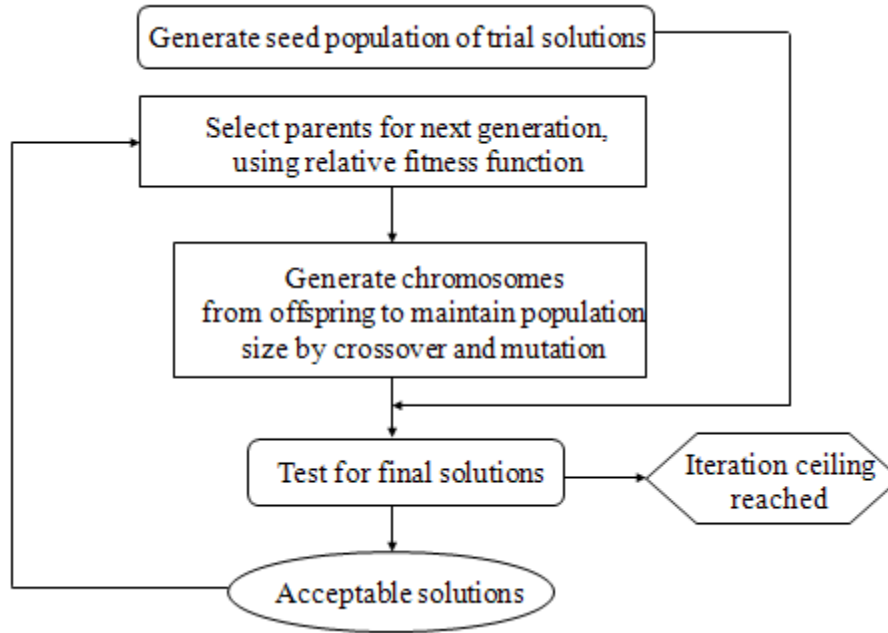 Generate seed population of trial solutions
Select parents for next generation,
using relative fitness function
Generate chromosomes
from offspring to maintain population
size by crossover and mutation
Test for final solutions
Iteration ceiling
reached
Acceptable solutions